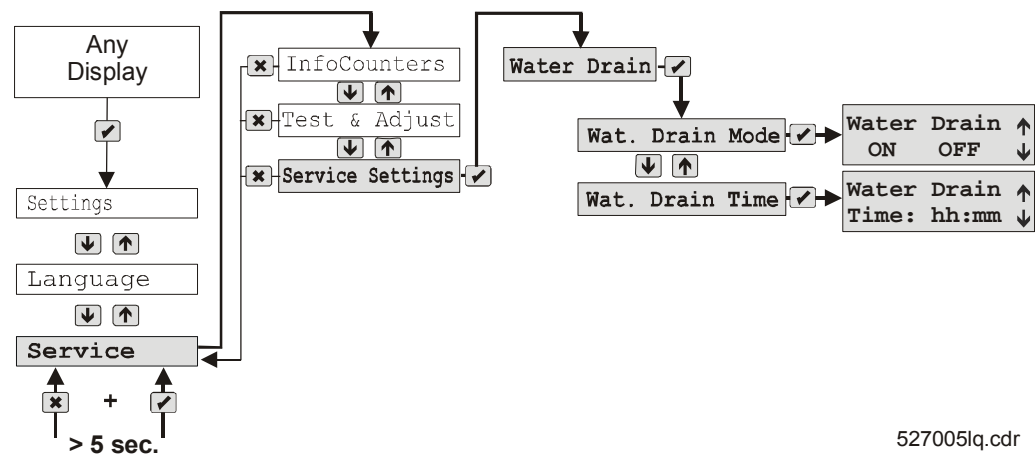 Any
Display
Settings
Language
Service
+
> 5 sec.
InfoCounters
Test & Adjust
Service Settings
Water Drain
Wat. Drain Mode
Wat. Drain Time
Water Drain
ON OFF
Water Drain
Time: hh:mm
527005lq.cdr